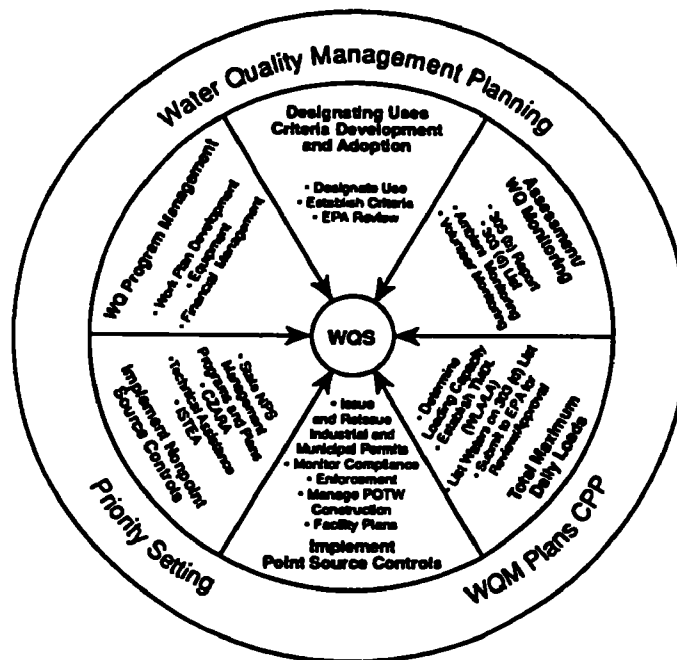 Water Quality Management Planning
Designating Uses
Criteria Development
and Adoption
• Designate Use
• Establish Criteria
• EPA Review
Assessment/
WQ Monitoring
• 305 (b) Report
• 303 (d) List
• Ambient Monitoring
• Volunteer Monitoring
• Determine
Loading Capacity
• Establish TMDL
(WLA/LA)
• List Waters on 303 (d) List
• Submit to EPA for
Review/Approval
Total Maximum
Daily Loads
WQM Plans CPP
• Issue
and Reissue
Industrial and
Municipal Permits
• Monitor Compliance
• Enforcement
• Manage POTW
Construction
• Facility Plans
Implement
Point Source Controls
• State NPS
Management
Programs and Plans
• CZARA
• Technical Assistance
• ISTEA
Implement Nonpoint
Source Controls
Priority Setting
WQ Program Management
• Work Plan Development
• Equipment
• Financial Management
WQS